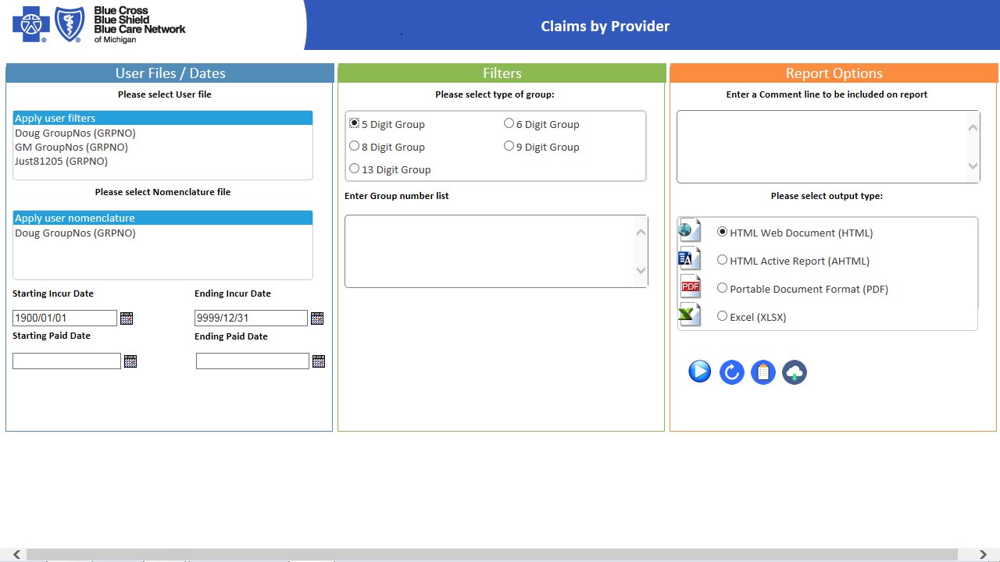 Blue Cross
Blue Shield
Blue Care Network
of Michigan
Claims by Provider
User Files / Dates
Please select User file
Apply user filters
Doug GroupNos (GRPNO)
GM GroupNos (GRPNO)
Just81205 (GRPNO)
Please select Nomenclature file
Apply user nomenclature
Doug GroupNos (GRPNO)
Starting Incur Date
Ending Incur Date
1900/01/01
9999/12/31
Starting Paid Date
Ending Paid Date
Filters
Please select type of group:
5 Digit Group
6 Digit Group
8 Digit Group
9 Digit Group
13 Digit Group
Enter Group number list
Report Options
Enter a Comment line to be included on report
Please select output type:
HTML Web Document (HTML)
HTML Active Report (AHTML)
PDF
Portable Document Format (PDF)
Excel (XLSX)